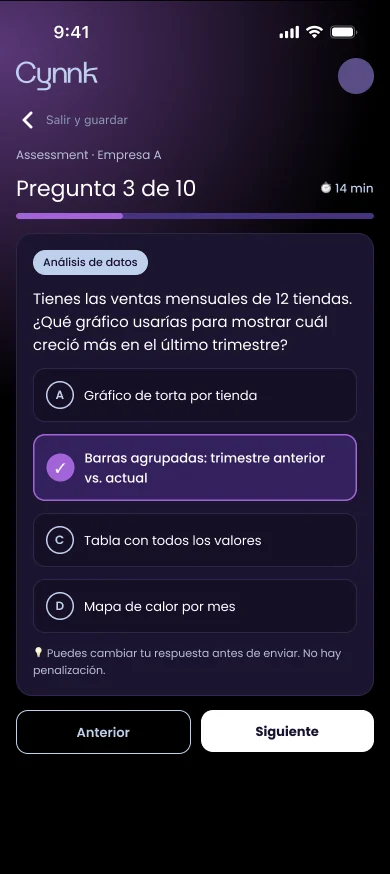 9:41
Cynnk
Salir y guardar
Assessment · Empresa A
Pregunta 3 de 10
14 min
Análisis de datos
Tienes las ventas mensuales de 12 tiendas.
¿Qué gráfico usarías para mostrar cuál
creció más en el último trimestre?
A Gráfico de torta por tienda
✓ Barras agrupadas: trimestre anterior
vs. actual
C Tabla con todos los valores
D Mapa de calor por mes
Puedes cambiar tu respuesta antes de enviar. No hay
penalización.
Anterior
Siguiente